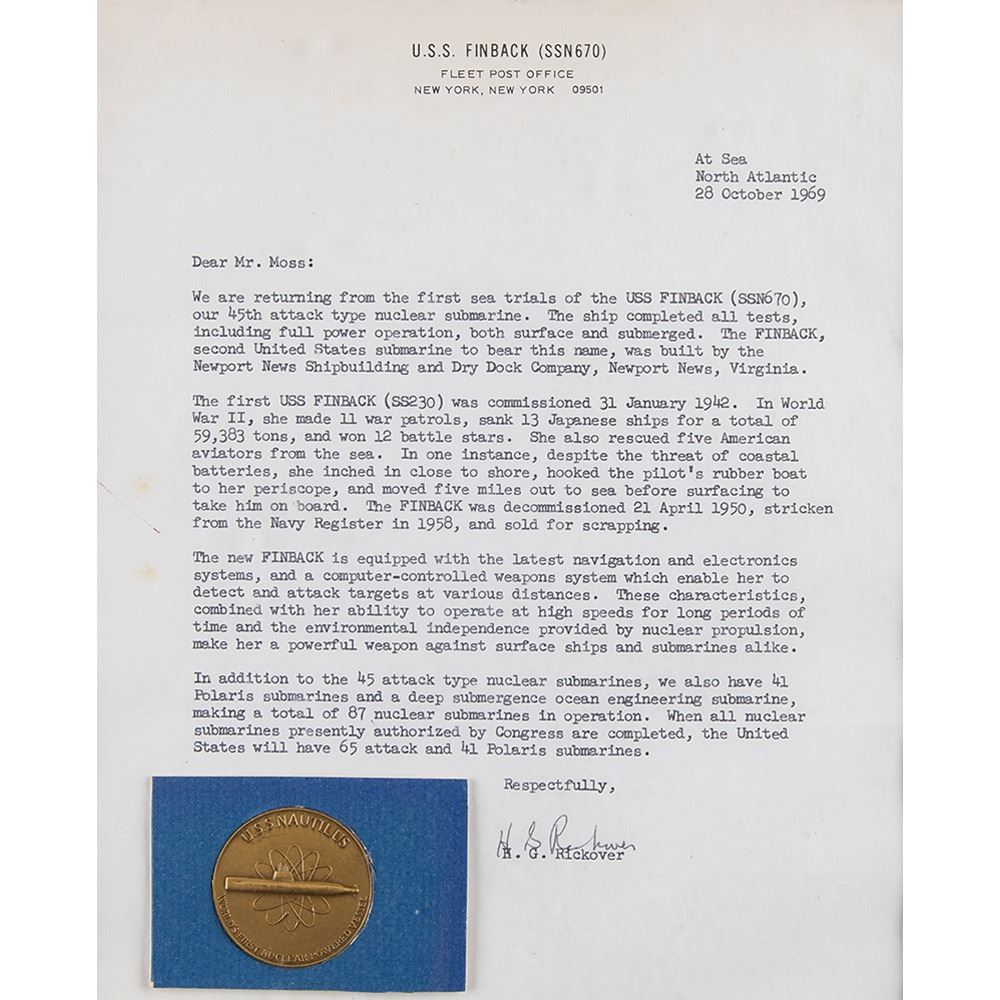 U.S.S. FINBACK (SSN670)
FLEET POST OFFICE
NEW YORK, NEW YORK 09501
At Sea
North Atlantic
28 October 1969
Dear Mr. Moss:
We are returning from the first sea trials of the USS FINBACK (SSN670),
our 45th attack type nuclear submarine. The ship completed all tests,
including full power operation, both surface and submerged. The FINBACK,
second United States submarine to bear this name, was built by the
Newport News Shipbuilding and Dry Dock Company, Newport News, Virginia.
The first USS FINBACK (SS230) was commissioned 31 January 1942. In World
War II, she made 11 war patrols, sank 13 Japanese ships for a total of
59,383 tons, and won 12 battle stars. She also rescued five American
aviators from the sea. In one instance, despite the threat of coastal
batteries, she inched in close to shore, hooked the pilot's rubber boat
to her periscope, and moved five miles out to sea before surfacing to
take him on board. The FINBACK was decommissioned 21 April 1950, stricken
from the Navy Register in 1958, and sold for scrapping.
The new FINBACK is equipped with the latest navigation and electronics
systems, and a computer-controlled weapons system which enable her to
detect and attack targets at various distances. These characteristics,
combined with her ability to operate at high speeds for long periods of
time and the environmental independence provided by nuclear propulsion,
make her a powerful weapon against surface ships and submarines alike.
In addition to the 45 attack type nuclear submarines, we also have 41
Polaris submarines and a deep submergence ocean engineering submarine,
making a total of 87 nuclear submarines in operation. When all nuclear
submarines presently authorized by Congress are completed, the United
States will have 65 attack and 41 Polaris submarines.
Respectfully,
H G Rickover
H. G. Rickover
U.S.S. NAUTILUS
WORLD'S FIRST NUCLEAR POWERED VESSEL